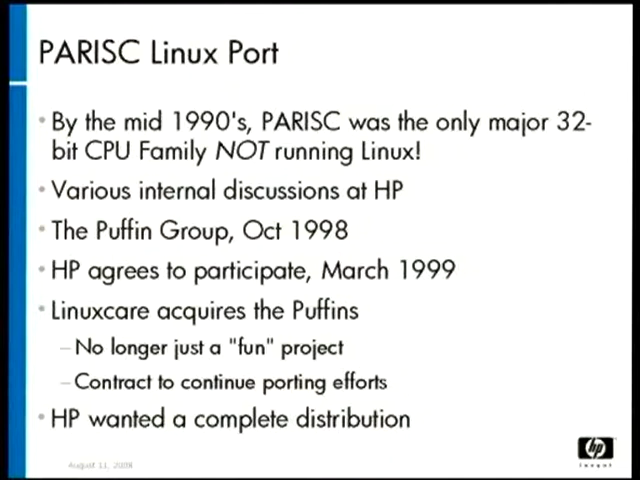 PARISC Linux Port
• By the mid 1990's, PARISC was the only major 32-
bit CPU Family NOT running Linux!
• Various internal discussions at HP
• The Puffin Group, Oct 1998
• HP agrees to participate, March 1999
• Linuxcare acquires the Puffins
– No longer just a "fun" project
– Contract to continue porting efforts
• HP wanted a complete distribution
August 11, 2008
hp
invent